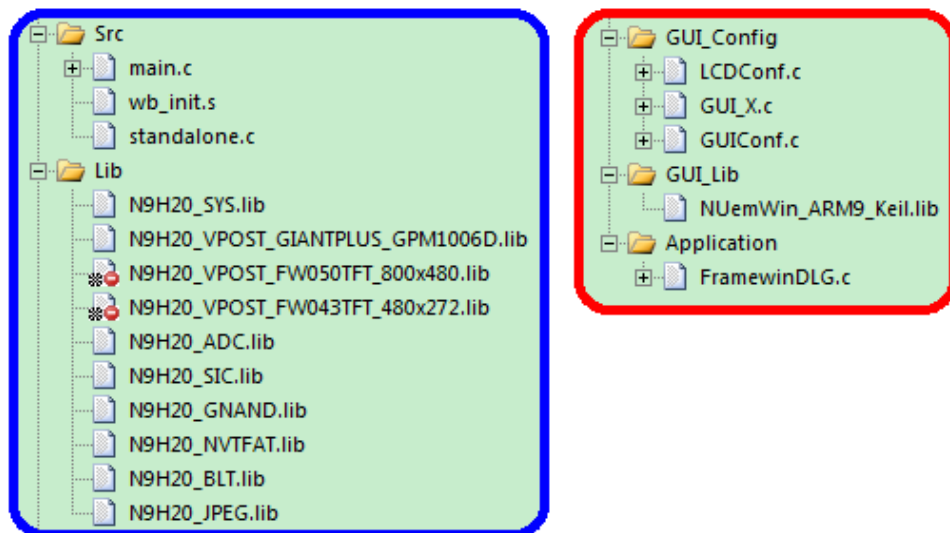 Src
main.c
wb_init.s
standalone.c
Lib
N9H20_SYS.lib
N9H20_VPOST_GIANTPLUS_GPM1006D.lib
N9H20_VPOST_FW050TFT_800x480.lib
N9H20_VPOST_FW043TFT_480x272.lib
N9H20_ADC.lib
N9H20_SIC.lib
N9H20_GNAND.lib
N9H20_NVTFAT.lib
N9H20_BLT.lib
N9H20_JPEG.lib
GUI_Config
LCDConf.c
GUI_X.c
GUIConf.c
GUI_Lib
NUemWin_ARM9_Keil.lib
Application
FramewinDLG.c